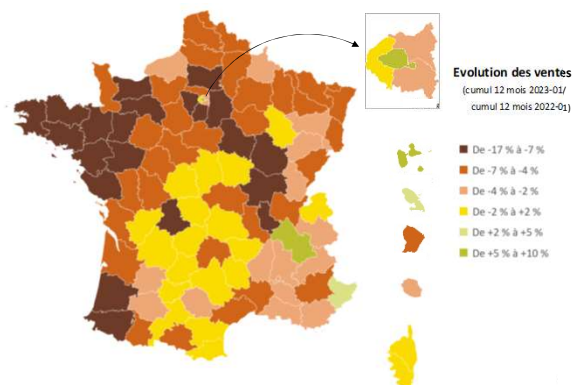 Evolution des ventes
(cumul 12 mois 2023-01/
cumul 12 mois 2022-01)
De -17 % à -7 %
De -7 % à -4 %
De -4 % à -2 %
De -2 % à +2 %
De +2 % à +5 %
De +5 % à +10 %